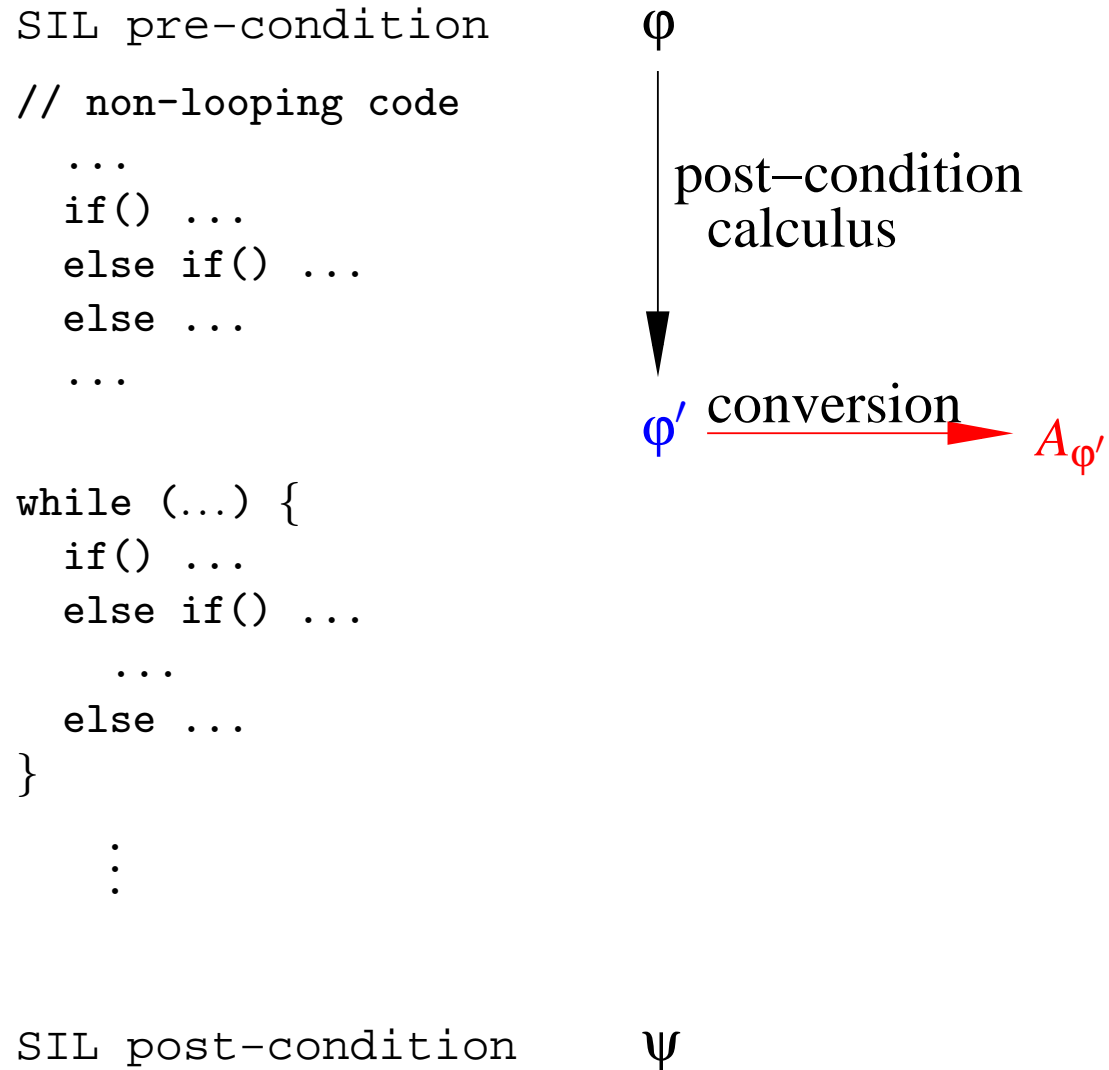 SIL pre-condition φ
// non-looping code
...
if() ...
else if() ...
else ...
...
post–condition
calculus
φ′ conversion A_φ′
while (...) {
if() ...
else if() ...
...
else ...
}
⋮
SIL post-condition ψ